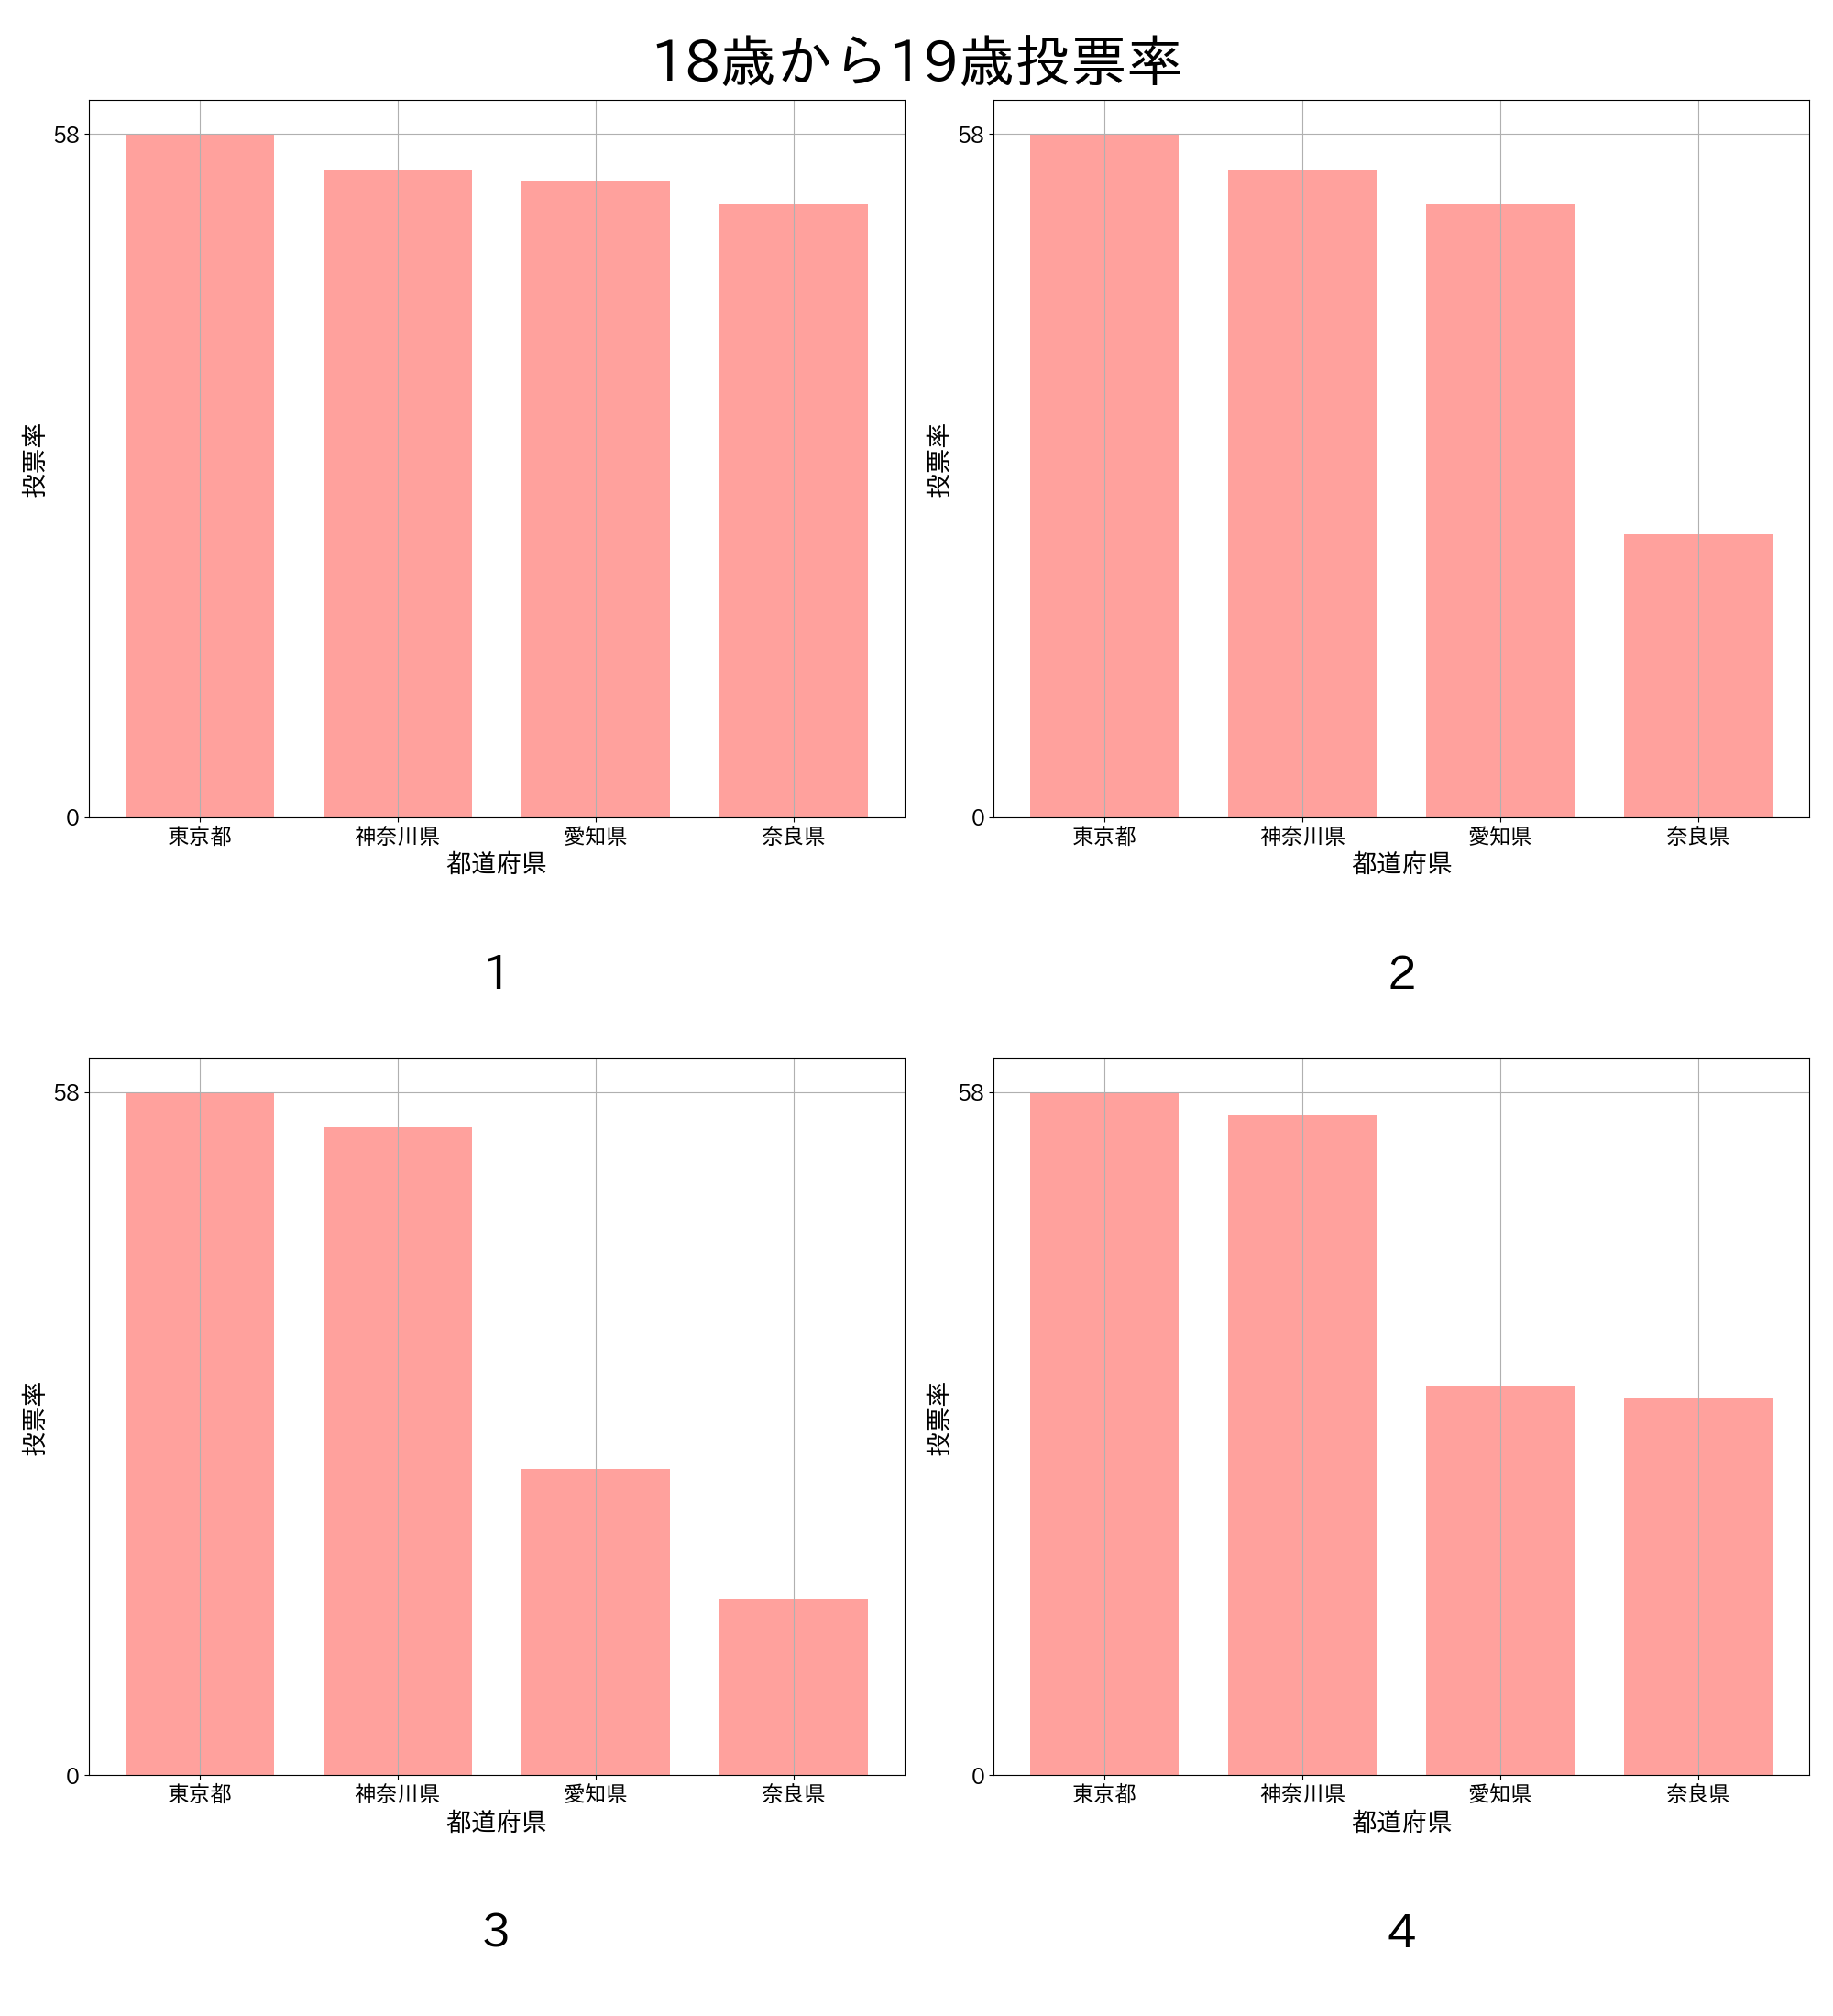 18歳から19歳投票率
58
0
投票率
東京都 神奈川県 愛知県 奈良県
都道府県
1
58
0
投票率
東京都 神奈川県 愛知県 奈良県
都道府県
2
58
0
投票率
東京都 神奈川県 愛知県 奈良県
都道府県
3
58
0
投票率
東京都 神奈川県 愛知県 奈良県
都道府県
4